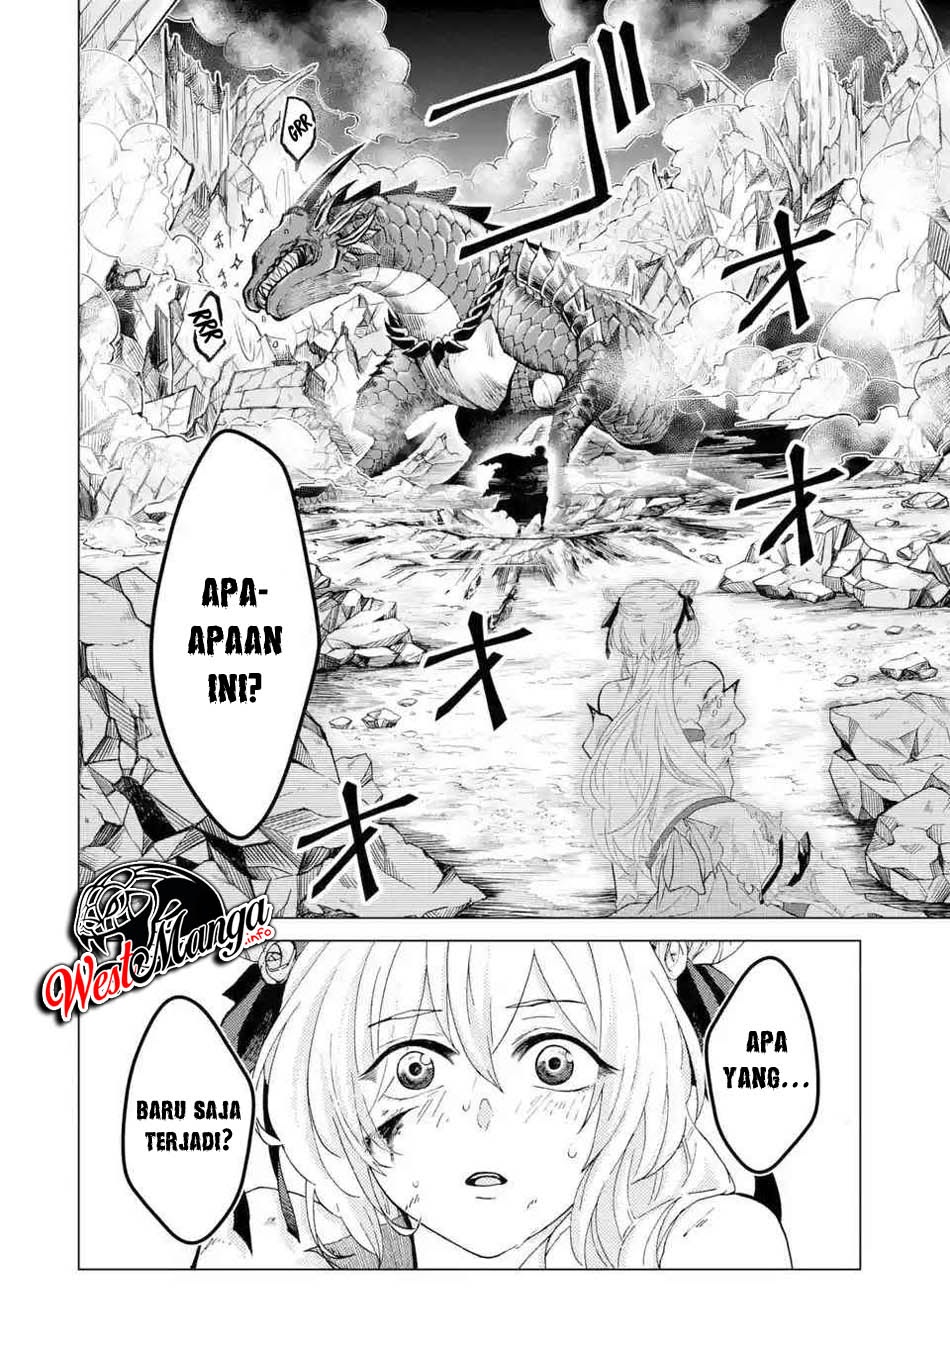 GRR
ゴ
RRR
オ
オ
APA-
APAAN
INI?
オ
オ
WestManga
.info
APA
YANG...
BARU SAJA
TERJADI?